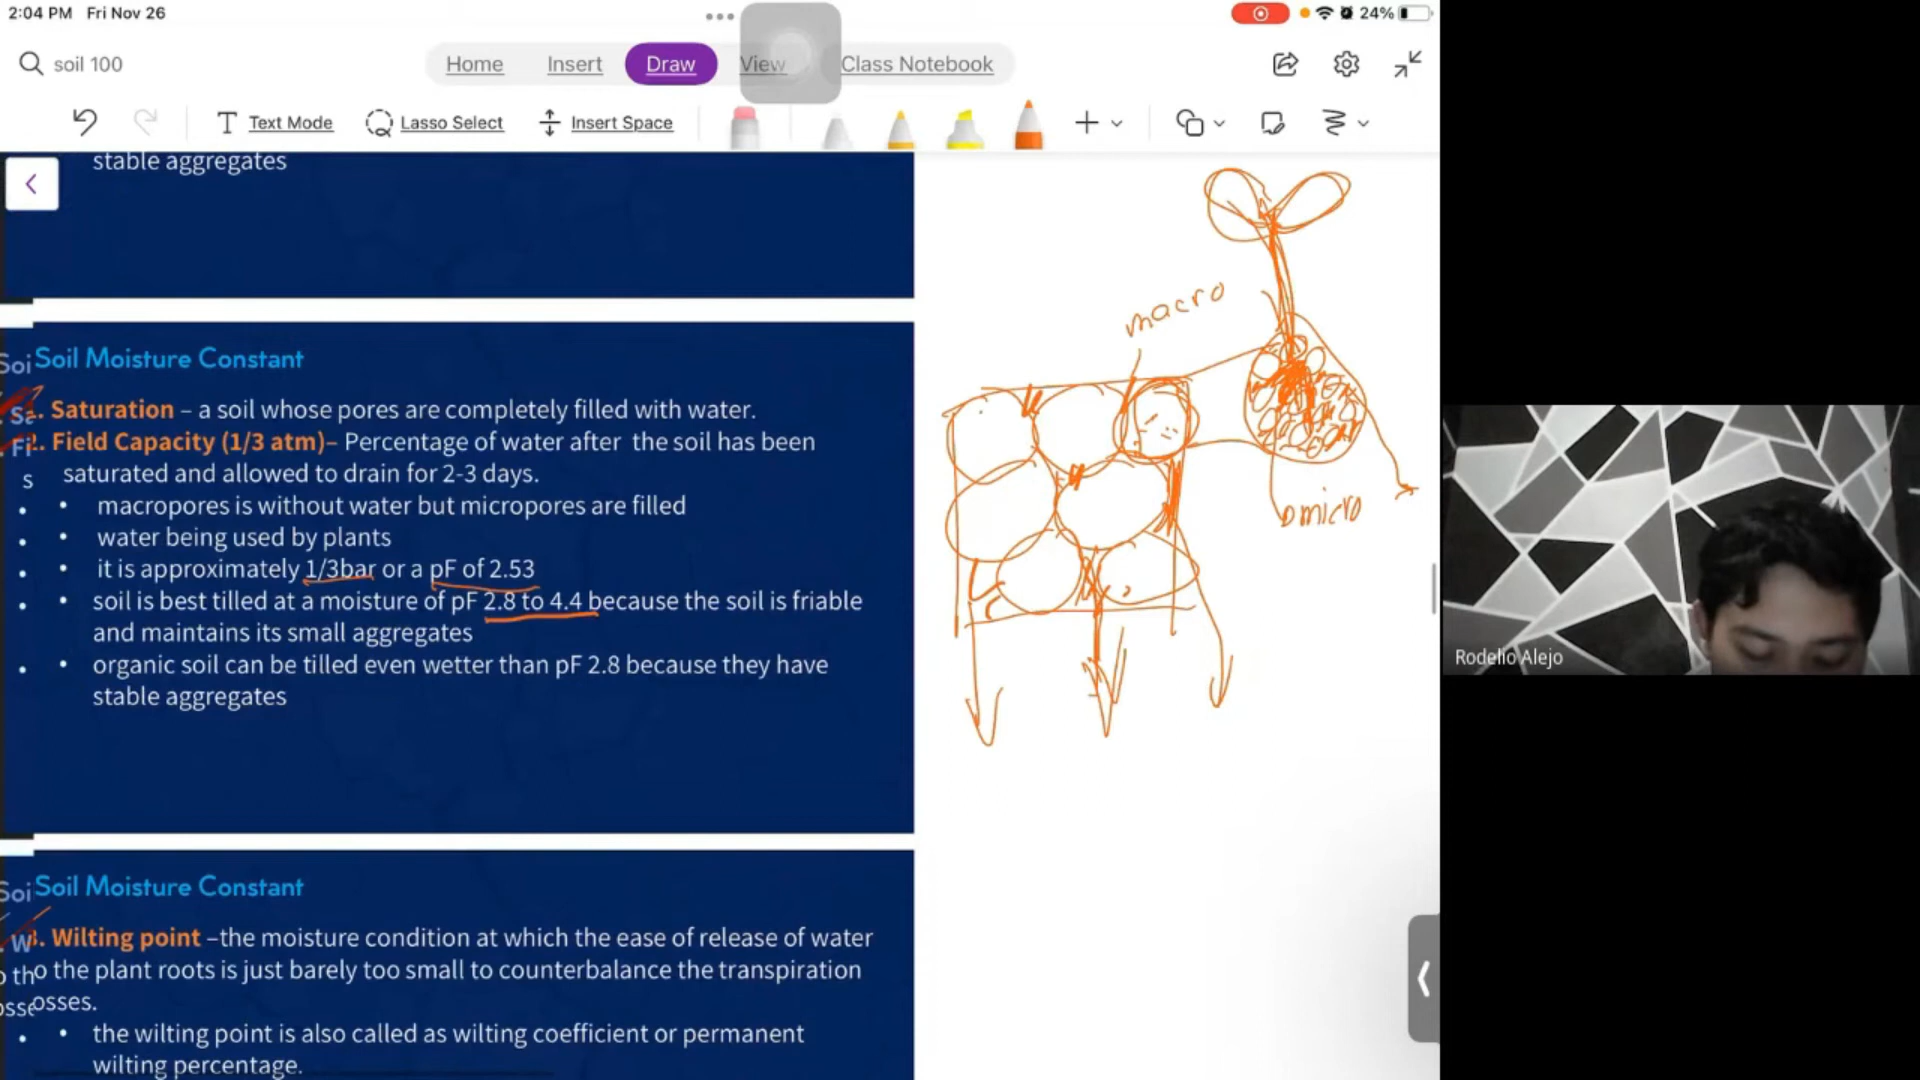 2:04 PM Fri Nov 26
24%
soil 100
Home Insert Draw View Class Notebook
Text Mode Lasso Select Insert Space
stable aggregates
Soil Moisture Constant
Saturation – a soil whose pores are completely filled with water.
Field Capacity (1/3 atm)– Percentage of water after the soil has been
saturated and allowed to drain for 2-3 days.
• macropores is without water but micropores are filled
• water being used by plants
• it is approximately 1/3bar or a pF of 2.53
• soil is best tilled at a moisture of pF 2.8 to 4.4 because the soil is friable
and maintains its small aggregates
• organic soil can be tilled even wetter than pF 2.8 because they have
stable aggregates
macro
micro
Rodelio Alejo
Soil Moisture Constant
Wilting point –the moisture condition at which the ease of release of water
o the plant roots is just barely too small to counterbalance the transpiration
osses.
• the wilting point is also called as wilting coefficient or permanent
wilting percentage.